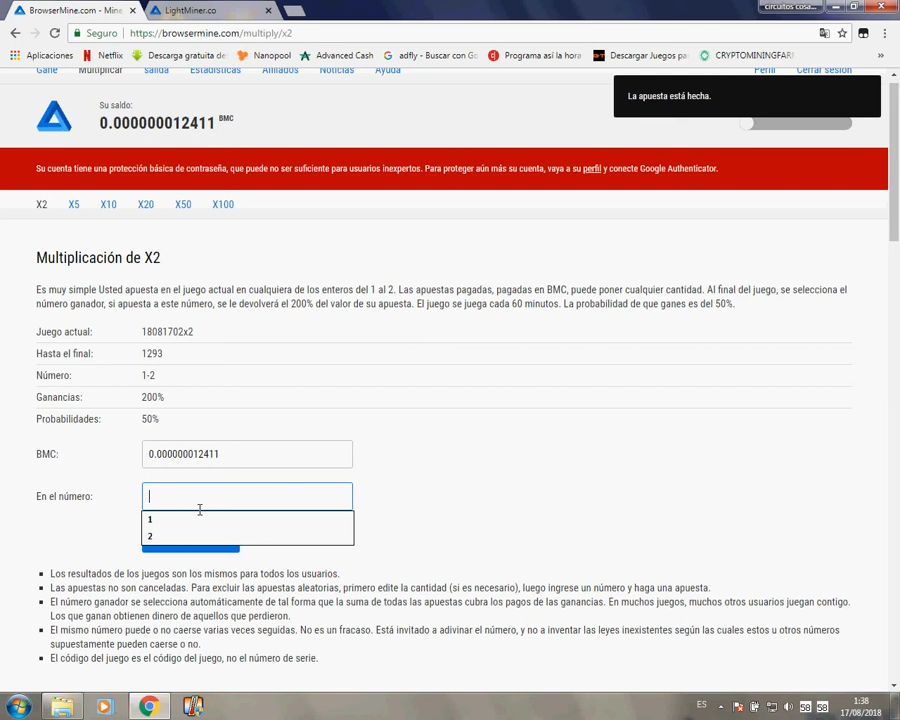 BrowserMine.com - Mine
LightMiner.co
circuitos cosa...
Seguro
https://browsermine.com/multiply/x2
Aplicaciones
Netflix
Descarga gratuita de
Nanopool
Advanced Cash
adfly - Buscar con Go
Programa así la hora
Descargar Juegos pa
CRYPTOMININGFAR
»
Game
Multiplicar
salida
Estadísticas
Afiliados
Noticias
Ayuda
Perfil
Cerrar sesión
La apuesta está hecha.
Su saldo:
0.000000012411 BMC
Su cuenta tiene una protección básica de contraseña, que puede no ser suficiente para usuarios inexpertos. Para proteger aún más su cuenta, vaya a su perfil y conecte Google Authenticator.
X2 X5 X10 X20 X50 X100
Multiplicación de X2
Es muy simple Usted apuesta en el juego actual en cualquiera de los enteros del 1 al 2. Las apuestas pagadas, pagadas en BMC, puede poner cualquier cantidad. Al final del juego, se selecciona el
número ganador, si apuesta a este número, se le devolverá el 200% del valor de su apuesta. El juego se juega cada 60 minutos. La probabilidad de que ganes es del 50%.
Juego actual: 18081702x2
Hasta el final: 1293
Número: 1-2
Ganancias: 200%
Probabilidades: 50%
BMC: 0.000000012411
En el número:
1
2
Los resultados de los juegos son los mismos para todos los usuarios.
Las apuestas no son canceladas. Para excluir las apuestas aleatorias, primero edite la cantidad (si es necesario), luego ingrese un número y haga una apuesta.
El número ganador se selecciona automáticamente de tal forma que la suma de todas las apuestas cubra los pagos de las ganancias. En muchos juegos, muchos otros usuarios juegan contigo.
Los que ganan obtienen dinero de aquellos que perdieron.
El mismo número puede o no caerse varias veces seguidas. No es un fracaso. Está invitado a adivinar el número, y no a inventar las leyes inexistentes según las cuales estos u otros números
supuestamente pueden caerse o no.
El código del juego es el código del juego, no el número de serie.
ES
58
58
1:38
17/08/2018